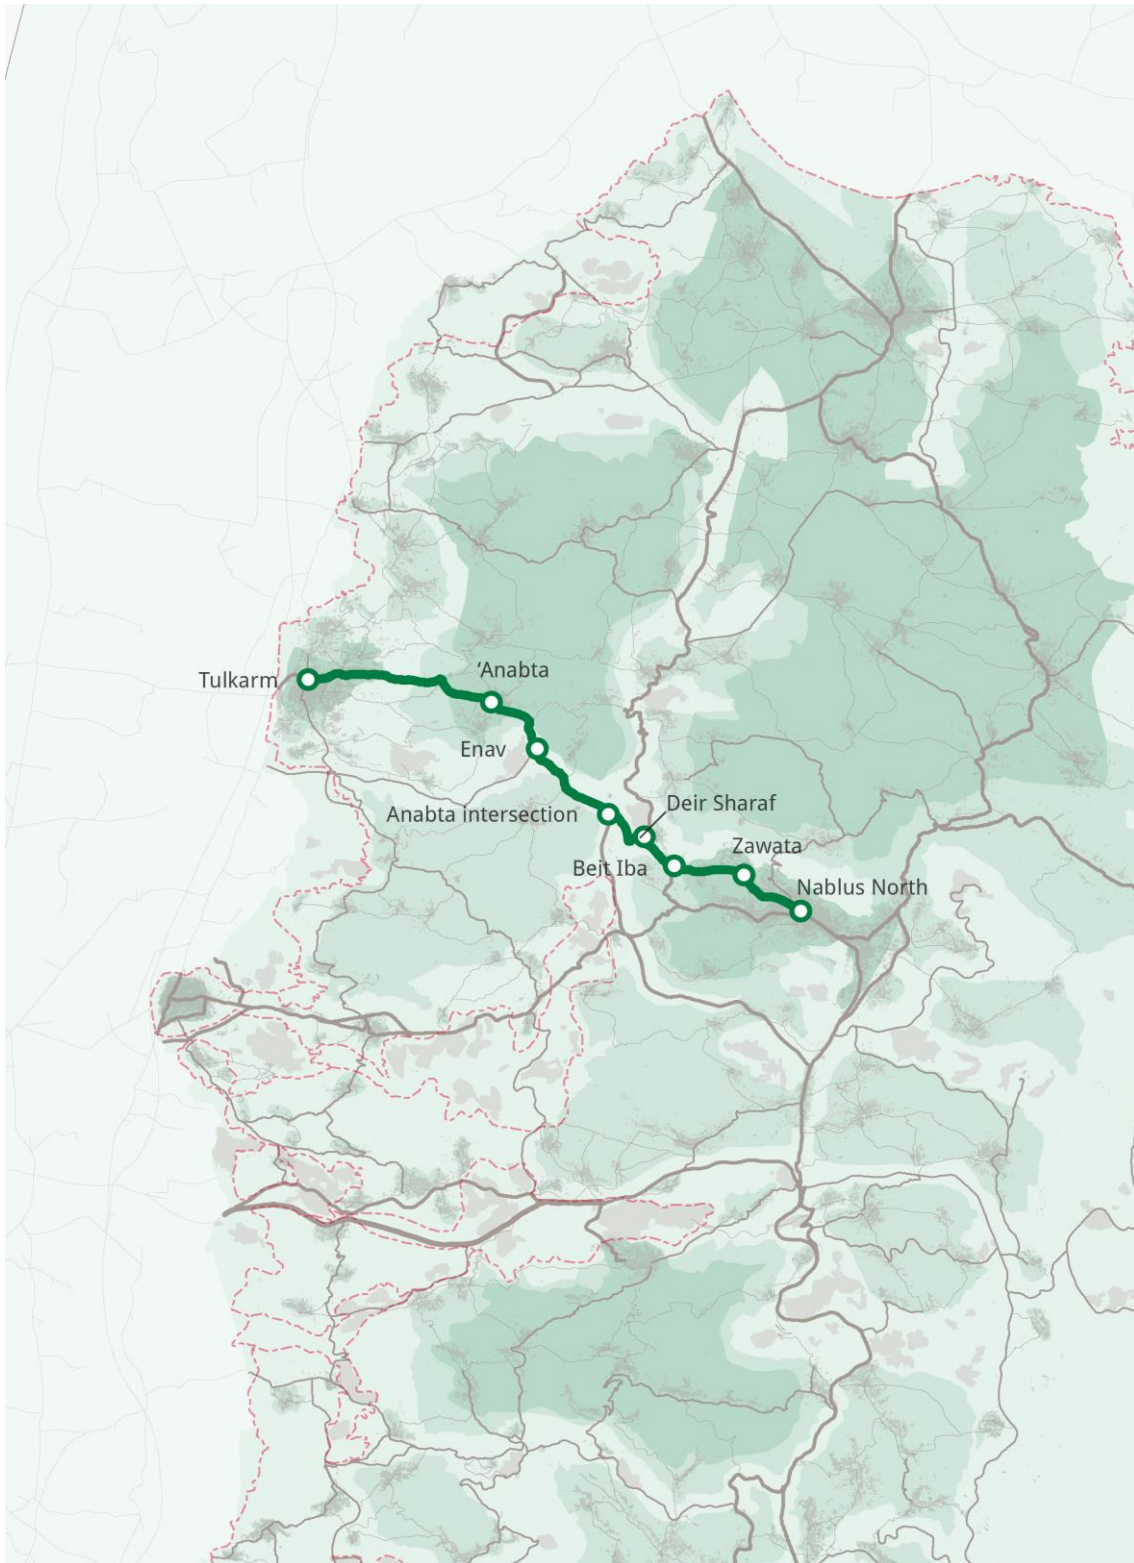 ‘Anabta
Tulkarm
Enav
Deir Sharaf
Anabta intersection
Zawata
Beit Iba
Nablus North